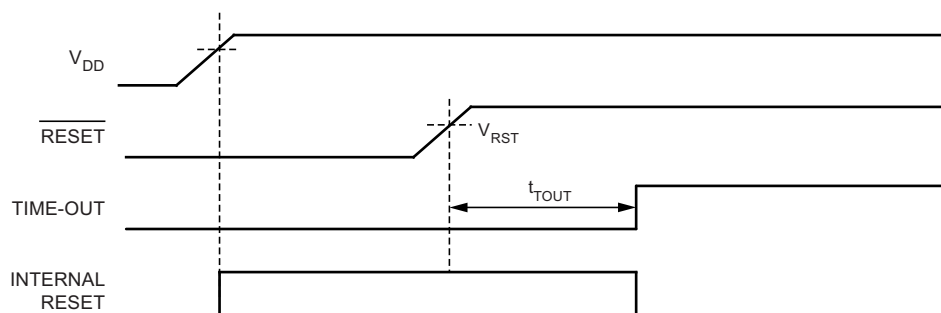 VDD
RESET
VRST
tTOUT
TIME-OUT
INTERNAL
RESET